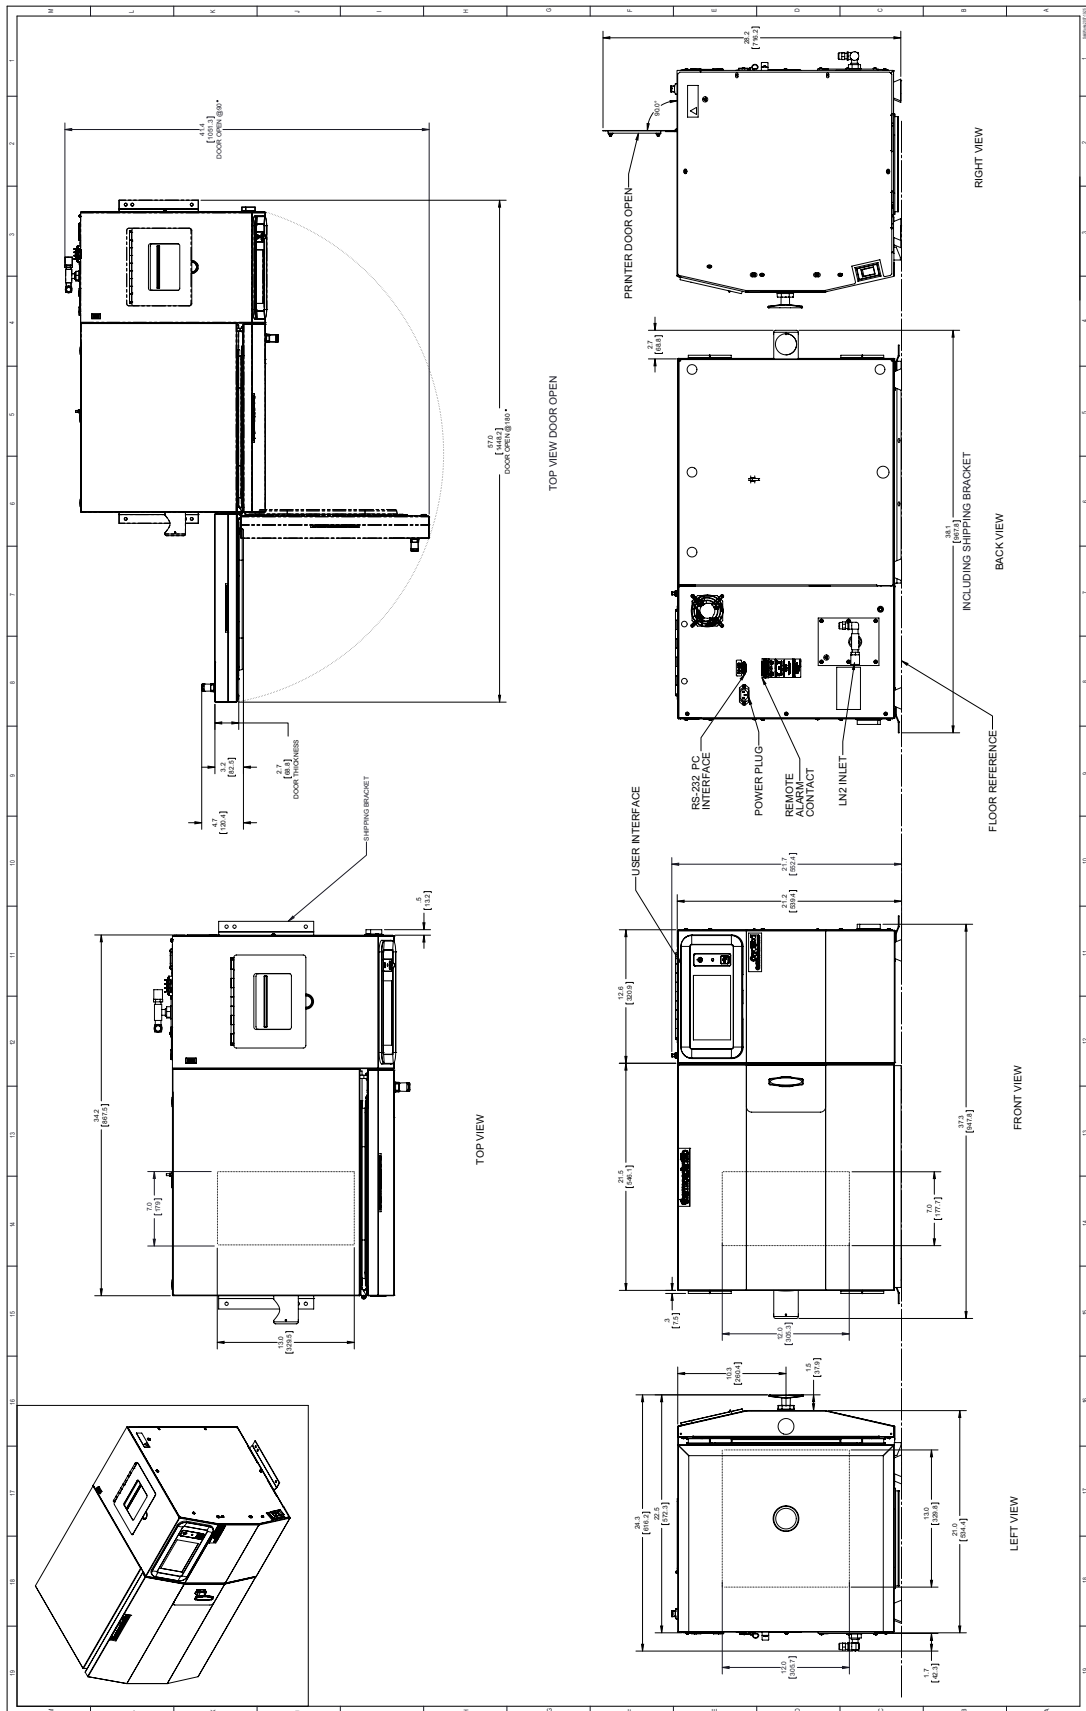 41.4
[1051.3]
DOOR OPEN @90°
57.0
[1448.2]
DOOR OPEN @180°
3.2
[82.5]
2.7
[68.8]
DOOR THICKNESS
4.7
[120.4]
TOP VIEW DOOR OPEN
SHIPPING BRACKET
.5
[13.2]
34.2
[867.5]
7.0
[179]
13.0
[329.5]
TOP VIEW
28.2
[716.2]
90.0°
PRINTER DOOR OPEN
RIGHT VIEW
2.7
[68.8]
38.1
[967.8]
INCLUDING SHIPPING BRACKET
BACK VIEW
RS-232 PC
INTERFACE
POWER PLUG
REMOTE
ALARM
CONTACT
LN2 INLET
FLOOR REFERENCE
USER INTERFACE
21.7
[552.4]
21.2
[539.4]
12.6
[320.9]
21.5
[546.1]
37.3
[947.8]
7.0
[177.7]
.3
[7.5]
12.0
[305.3]
FRONT VIEW
10.3
[260.4]
1.5
[37.9]
24.3
[616.2]
22.5
[572.3]
13.0
[329.8]
21.0
[534.4]
12.0
[305.7]
1.7
[42.3]
LEFT VIEW